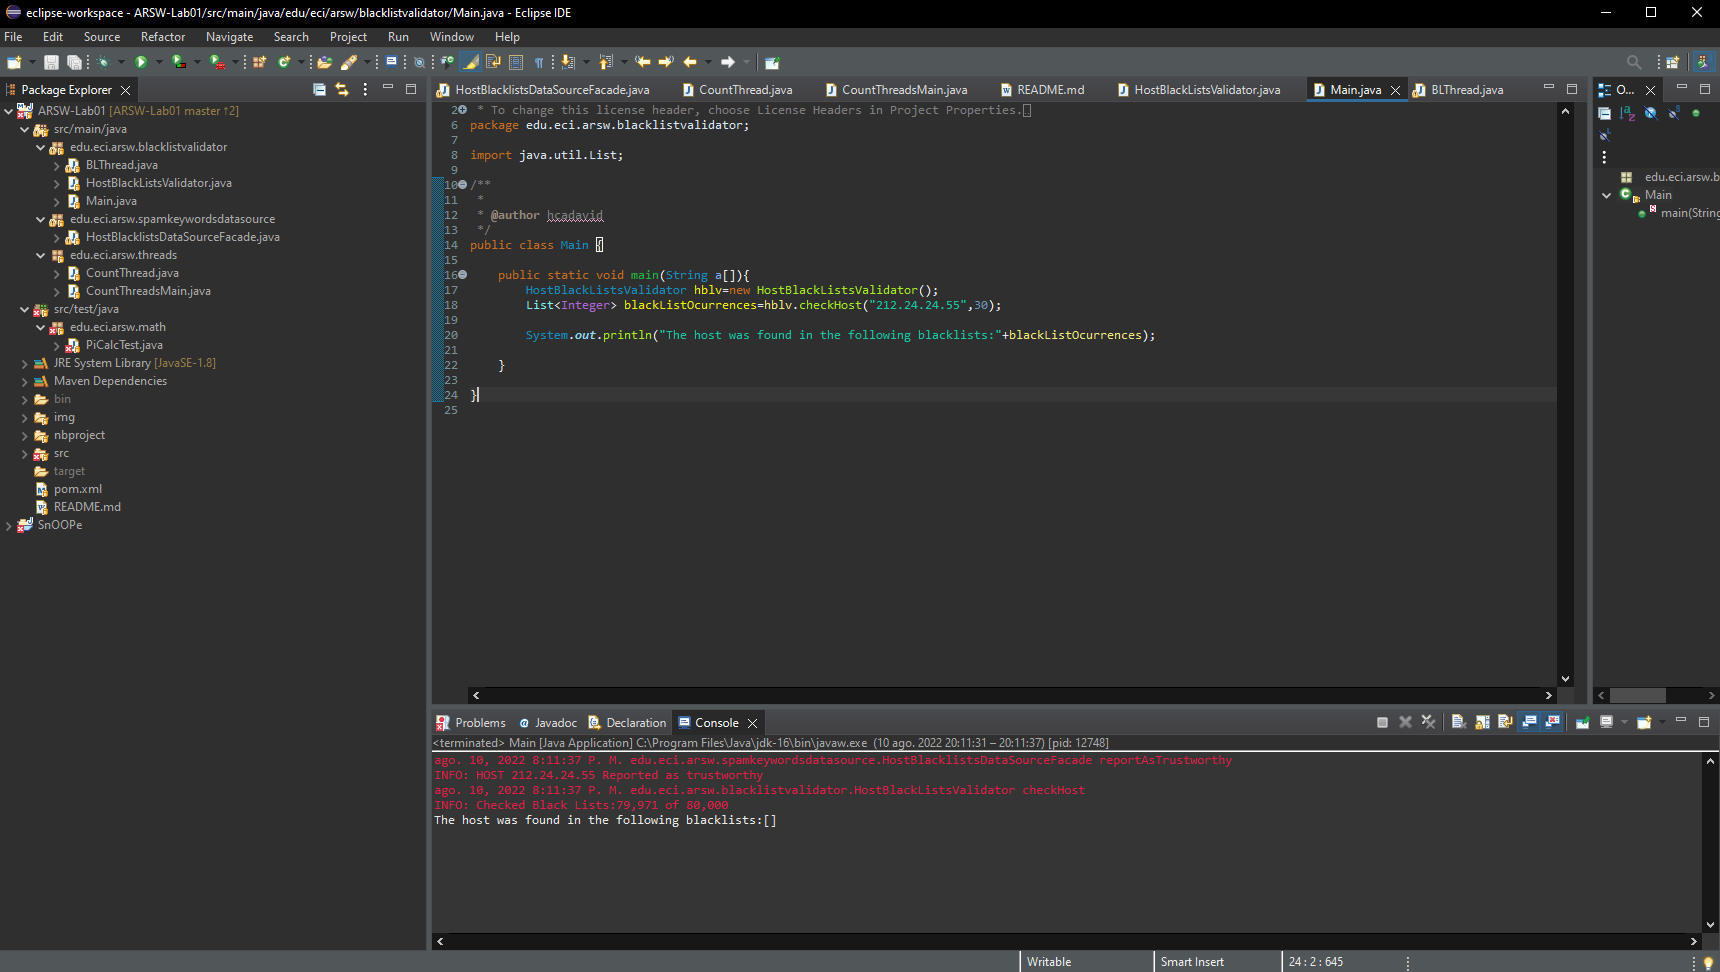 eclipse-workspace - ARSW-Lab01/src/main/java/edu/eci/arsw/blacklistvalidator/Main.java - Eclipse IDE
File Edit Source Refactor Navigate Search Project Run Window Help
Package Explorer
ARSW-Lab01 [ARSW-Lab01 master ↑2]
src/main/java
edu.eci.arsw.blacklistvalidator
BLThread.java
HostBlackListsValidator.java
Main.java
edu.eci.arsw.spamkeywordsdatasource
HostBlacklistsDataSourceFacade.java
edu.eci.arsw.threads
CountThread.java
CountThreadsMain.java
src/test/java
edu.eci.arsw.math
PiCalcTest.java
JRE System Library [JavaSE-1.8]
Maven Dependencies
bin
img
nbproject
src
target
pom.xml
README.md
SnOOPe
HostBlacklistsDataSourceFacade.java CountThread.java CountThreadsMain.java README.md HostBlackListsValidator.java Main.java BLThread.java
2 * To change this license header, choose License Headers in Project Properties.
6 package edu.eci.arsw.blacklistvalidator;
7
8 import java.util.List;
9
10 /**
11 *
12 * @author hcadavid
13 */
14 public class Main {
15
16 public static void main(String a[]){
17 HostBlackListsValidator hblv=new HostBlackListsValidator();
18 List<Integer> blackListOcurrences=hblv.checkHost("212.24.24.55",30);
19
20 System.out.println("The host was found in the following blacklists:"+blackListOcurrences);
21
22 }
23
24 }
25
O...
edu.eci.arsw.b
Main
main(String
Problems Javadoc Declaration Console
<terminated> Main [Java Application] C:\Program Files\Java\jdk-16\bin\javaw.exe (10 ago. 2022 20:11:31 – 20:11:37) [pid: 12748]
ago. 10, 2022 8:11:37 P. M. edu.eci.arsw.spamkeywordsdatasource.HostBlacklistsDataSourceFacade reportAsTrustworthy
INFO: HOST 212.24.24.55 Reported as trustworthy
ago. 10, 2022 8:11:37 P. M. edu.eci.arsw.blacklistvalidator.HostBlackListsValidator checkHost
INFO: Checked Black Lists:79,971 of 80,000
The host was found in the following blacklists:[]
Writable Smart Insert 24 : 2 : 645